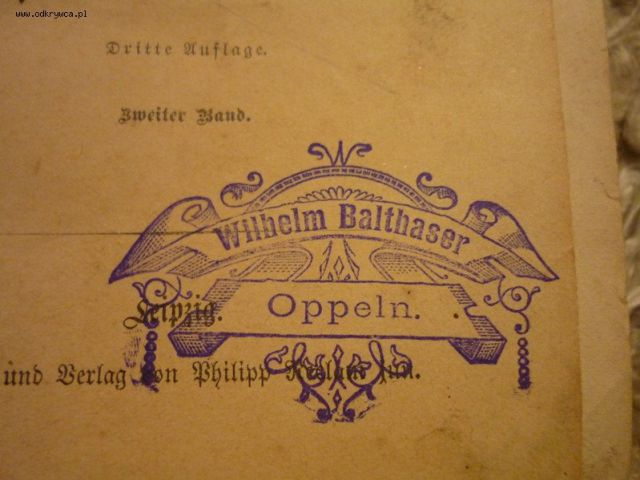 www.odkrywca.pl
Dritte Auflage.
Zweiter Band.
Wilhelm Balthaser
Oppeln.
Leipzig.
und Verlag von Philipp Reclam jun.